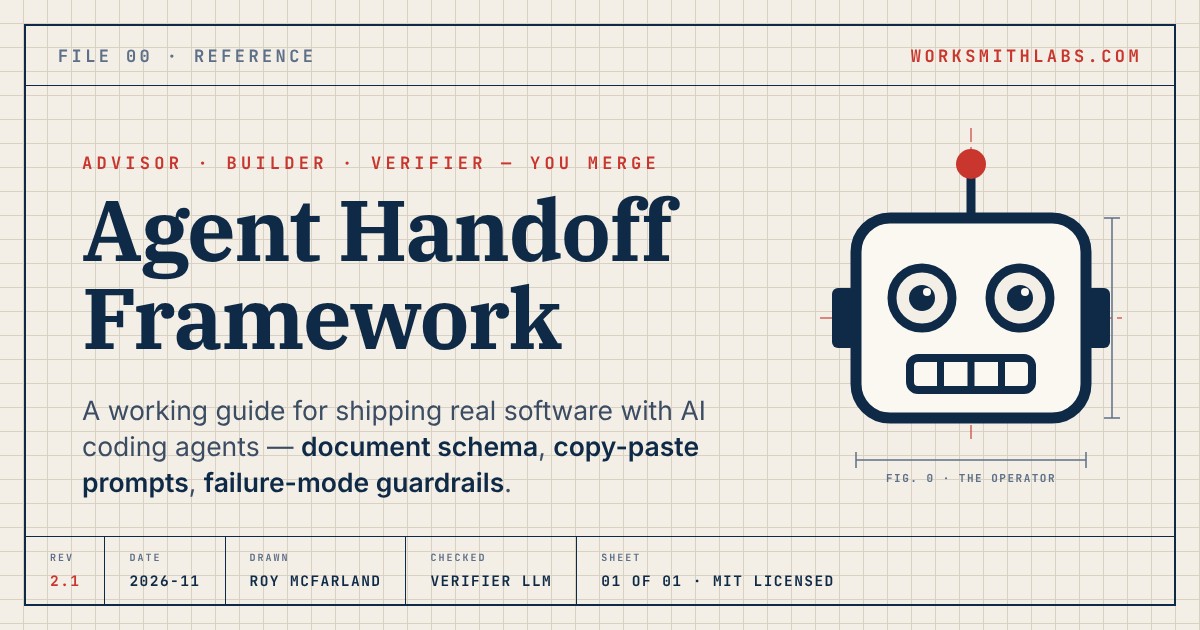 FILE 00 · REFERENCE
WORKSMITHLABS.COM
ADVISOR · BUILDER · VERIFIER — YOU MERGE
Agent Handoff
Framework
A working guide for shipping real software with AI
coding agents — document schema, copy-paste
prompts, failure-mode guardrails.
FIG. 0 · THE OPERATOR
REV
2.1
DATE
2026-11
DRAWN
ROY MCFARLAND
CHECKED
VERIFIER LLM
SHEET
01 OF 01 · MIT LICENSED